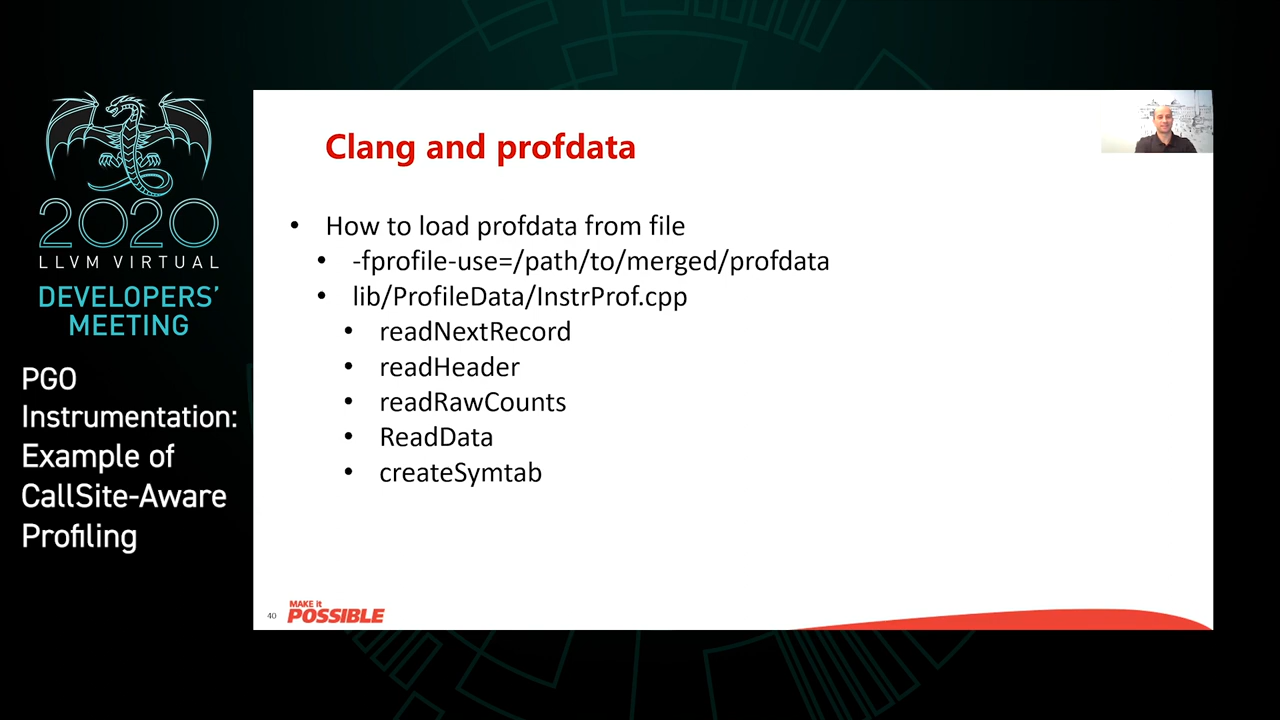 2020
LLVM VIRTUAL
DEVELOPERS'
MEETING
PGO
Instrumentation:
Example of
CallSite-Aware
Profiling
Clang and profdata
• How to load profdata from file
• -fprofile-use=/path/to/merged/profdata
• lib/ProfileData/InstrProf.cpp
• readNextRecord
• readHeader
• readRawCounts
• ReadData
• createSymtab
40
MAKE it
POSSIBLE